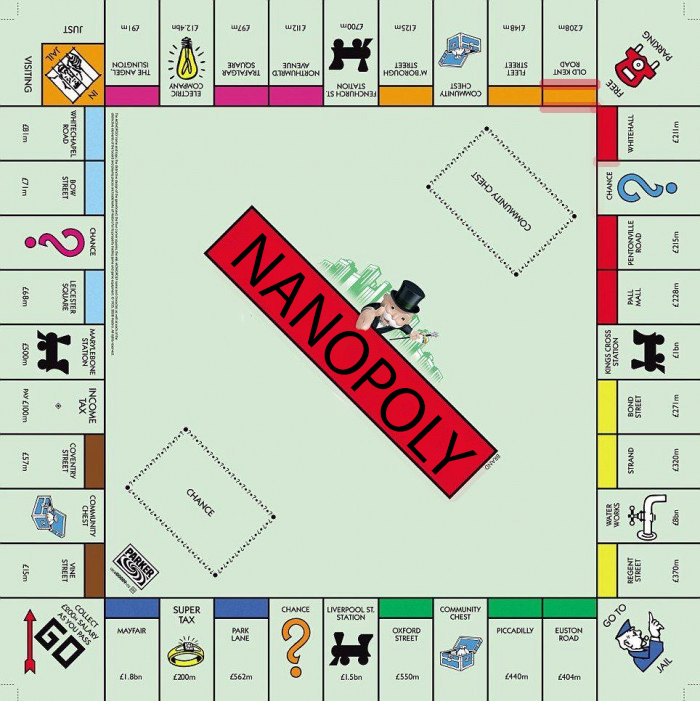 JUST
VISITING
IN
JAIL
THE ANGEL
ISLINGTON
£91m
ELECTRIC
COMPANY
£12.4bn
TRAFALGAR
SQUARE
£97m
NORTHUMRLD
AVENUE
£112m
FENCHURCH ST.
STATION
£700m
M.BOROUGH
STREET
£125m
COMMUNITY
CHEST
FLEET
STREET
£148m
OLD KENT
ROAD
£208m
FREE
PARKING
WHITECHAPEL
ROAD
£81m
BOW
STREET
£71m
CHANCE
LEICESTER
SQUARE
£68m
MARYLEBONE
STATION
£500m
INCOME
TAX
PAY £100m
COVENTRY
STREET
£57m
COMMUNITY
CHEST
VINE
STREET
£15m
WHITEHALL
£211m
CHANCE
PENTONVILLE
ROAD
£215m
PALL
MALL
£228m
KINGS CROSS
STATION
£1bn
BOND
STREET
£271m
STRAND
£320m
WATER
WORKS
£8bn
REGENT
STREET
£370m
COMMUNITY CHEST
NANOPOLY
BRAND
CHANCE
PARKER
COLLECT
£200m SALARY
AS YOU PASS
GO
MAYFAIR
£1.8bn
SUPER
TAX
£200m
PARK
LANE
£562m
CHANCE
LIVERPOOL ST.
STATION
£1.5bn
OXFORD
STREET
£550m
COMMUNITY
CHEST
PICCADILLY
£440m
EUSTON
ROAD
£404m
GO TO
JAIL